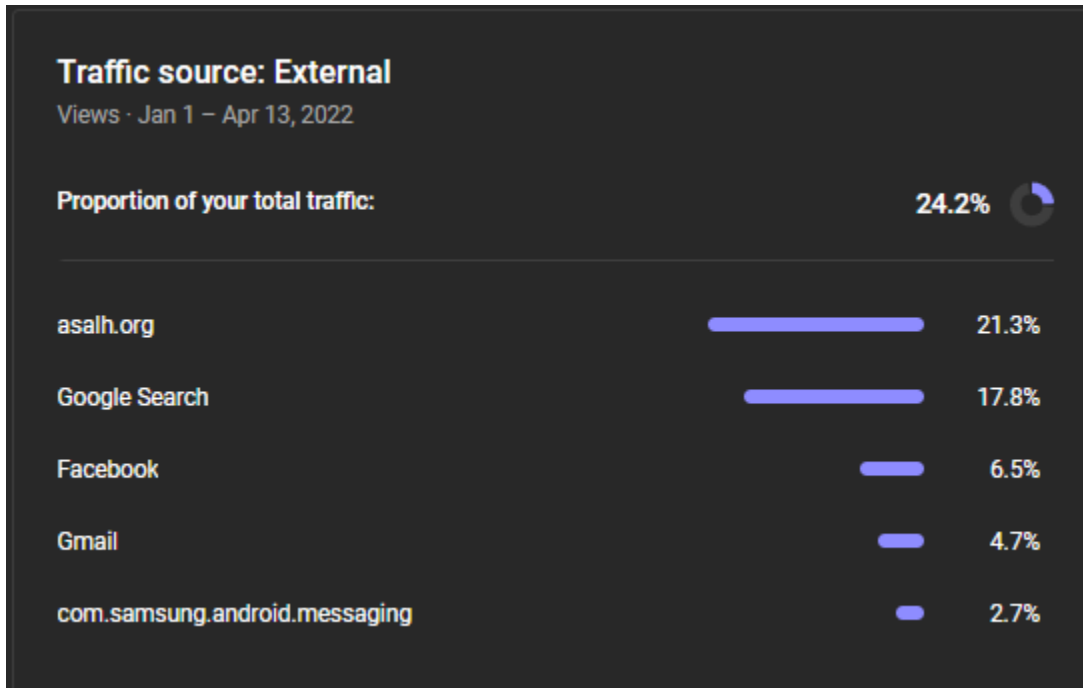 Traffic source: External
Views · Jan 1 – Apr 13, 2022
Proportion of your total traffic: 24.2%
asalh.org 21.3%
Google Search 17.8%
Facebook 6.5%
Gmail 4.7%
com.samsung.android.messaging 2.7%